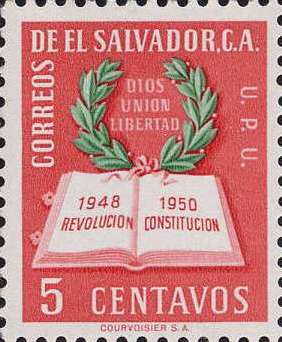 CORREOS
DE EL SALVADOR, C.A.
U.P.U.
DIOS
UNION
LIBERTAD
1948
REVOLUCION
1950
CONSTITUCION
5 CENTAVOS
COURVOISIER S.A.